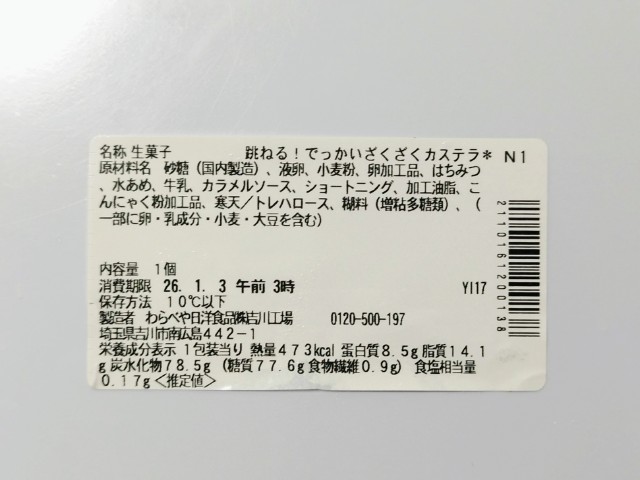 名称 生菓子 跳ねる!でっかいざくざくカステラ* N1
原材料名 砂糖(国内製造)、液卵、小麦粉、卵加工品、はちみつ
、水あめ、牛乳、カラメルソース、ショートニング、加工油脂、こ
んにゃく粉加工品、寒天/トレハロース、糊料(増粘多糖類)、(
一部に卵・乳成分・小麦・大豆を含む)
内容量 1個
消費期限 26. 1. 3 午前 3時 YI17
保存方法 10℃以下
製造者 わらべや日洋食品㈱吉川工場 0120-500-197
埼玉県吉川市南広島442-1
栄養成分表示 1包装当り 熱量473kcal 蛋白質8.5g 脂質14.1
g 炭水化物78.5g (糖質77.6g 食物繊維0.9g) 食塩相当量
0.17g<推定値>
2110161200138